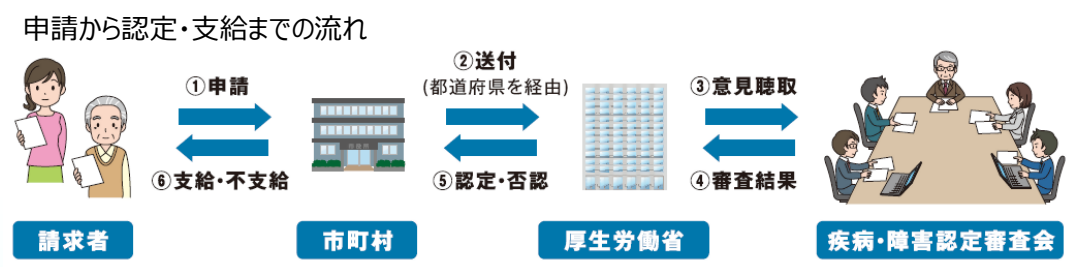 申請から認定・支給までの流れ
①申請
②送付
(都道府県を経由)
③意見聴取
⑥支給・不支給
⑤認定・否認
④審査結果
請求者
市町村
厚生労働省
疾病・障害認定審査会